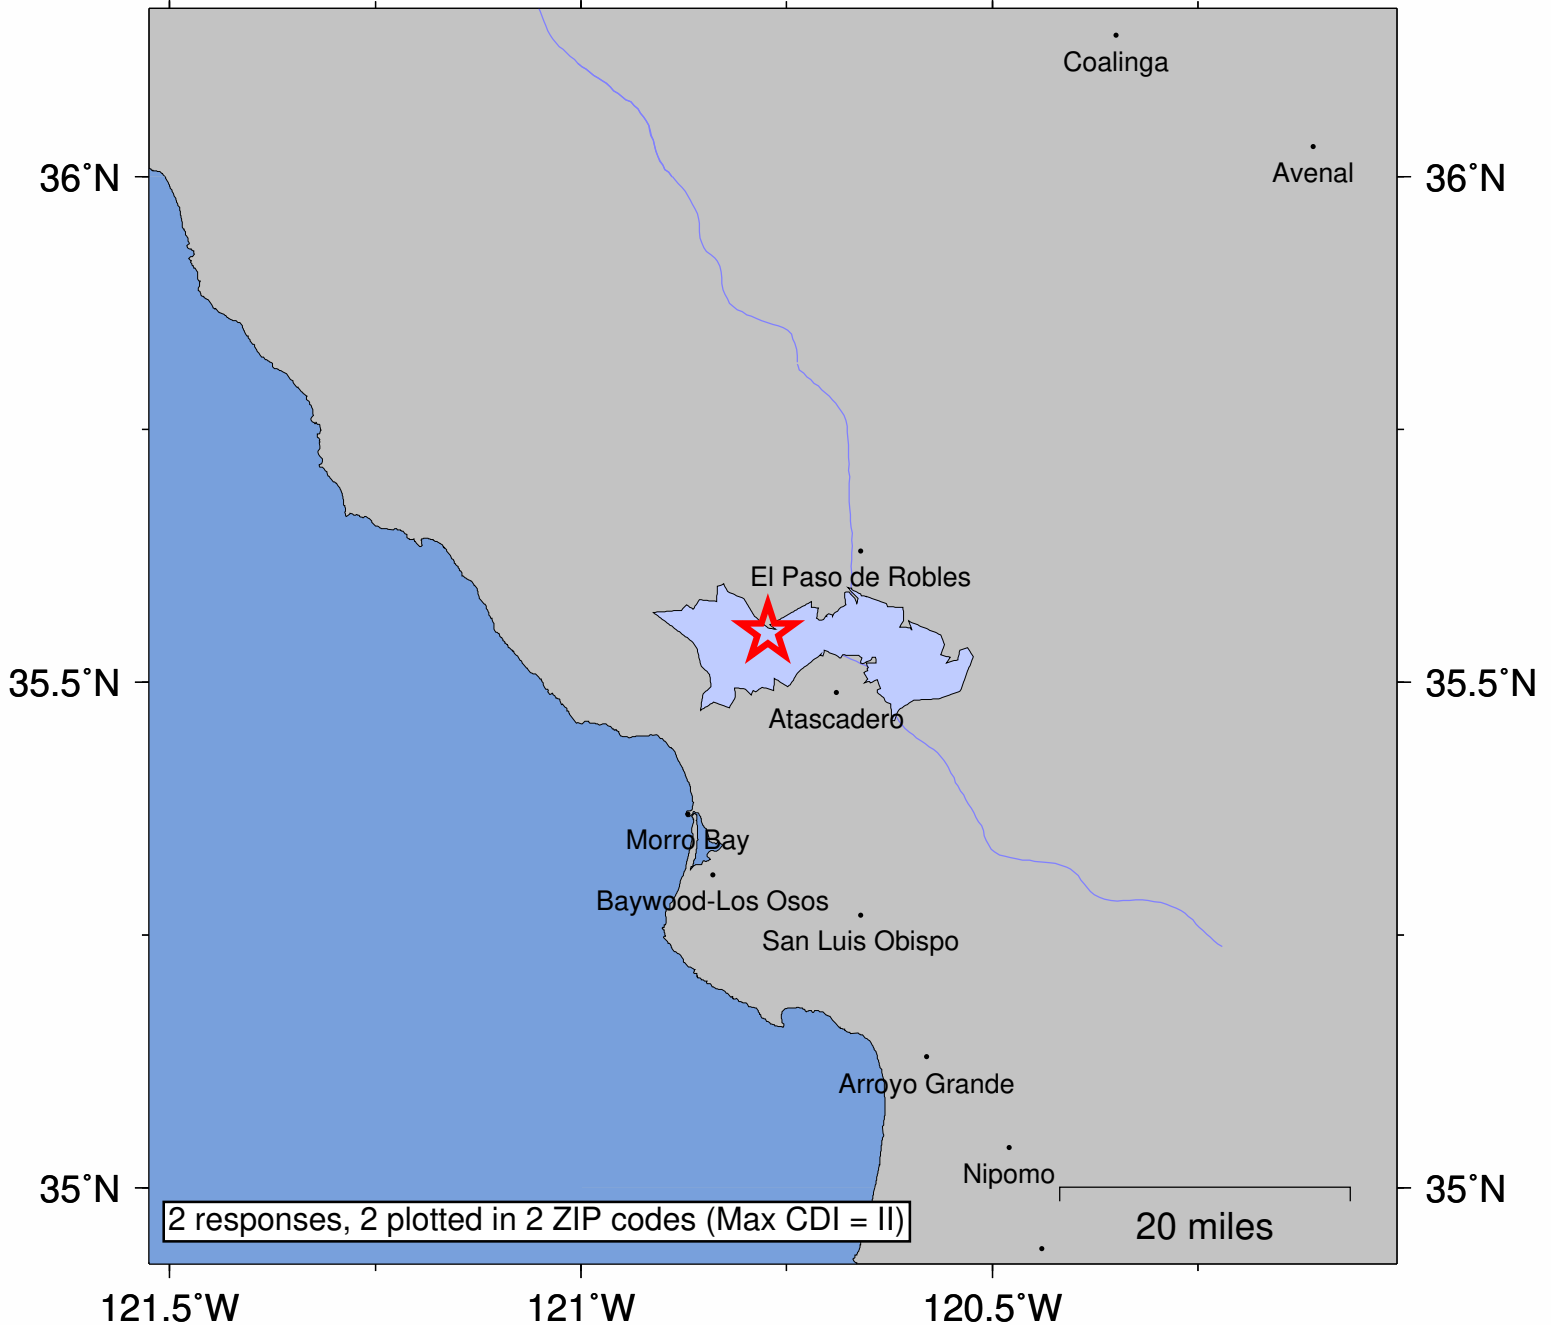 Coalinga
Avenal
36°N
36°N
El Paso de Robles
35.5°N
35.5°N
Atascadero
Morro Bay
Baywood-Los Osos
San Luis Obispo
Arroyo Grande
Nipomo
35°N
35°N
2 responses, 2 plotted in 2 ZIP codes (Max CDI = II)
20 miles
121.5°W
121°W
120.5°W